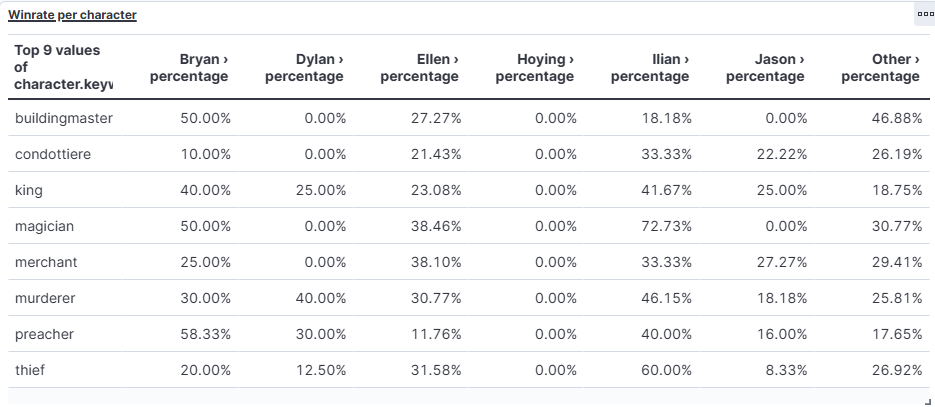 Winrate per character
Top 9 values
of
character.keyw
Bryan ›
percentage
Dylan ›
percentage
Ellen ›
percentage
Hoying ›
percentage
Ilian ›
percentage
Jason ›
percentage
Other ›
percentage
buildingmaster 50.00% 0.00% 27.27% 0.00% 18.18% 0.00% 46.88%
condottiere 10.00% 0.00% 21.43% 0.00% 33.33% 22.22% 26.19%
king 40.00% 25.00% 23.08% 0.00% 41.67% 25.00% 18.75%
magician 50.00% 0.00% 38.46% 0.00% 72.73% 0.00% 30.77%
merchant 25.00% 0.00% 38.10% 0.00% 33.33% 27.27% 29.41%
murderer 30.00% 40.00% 30.77% 0.00% 46.15% 18.18% 25.81%
preacher 58.33% 30.00% 11.76% 0.00% 40.00% 16.00% 17.65%
thief 20.00% 12.50% 31.58% 0.00% 60.00% 8.33% 26.92%